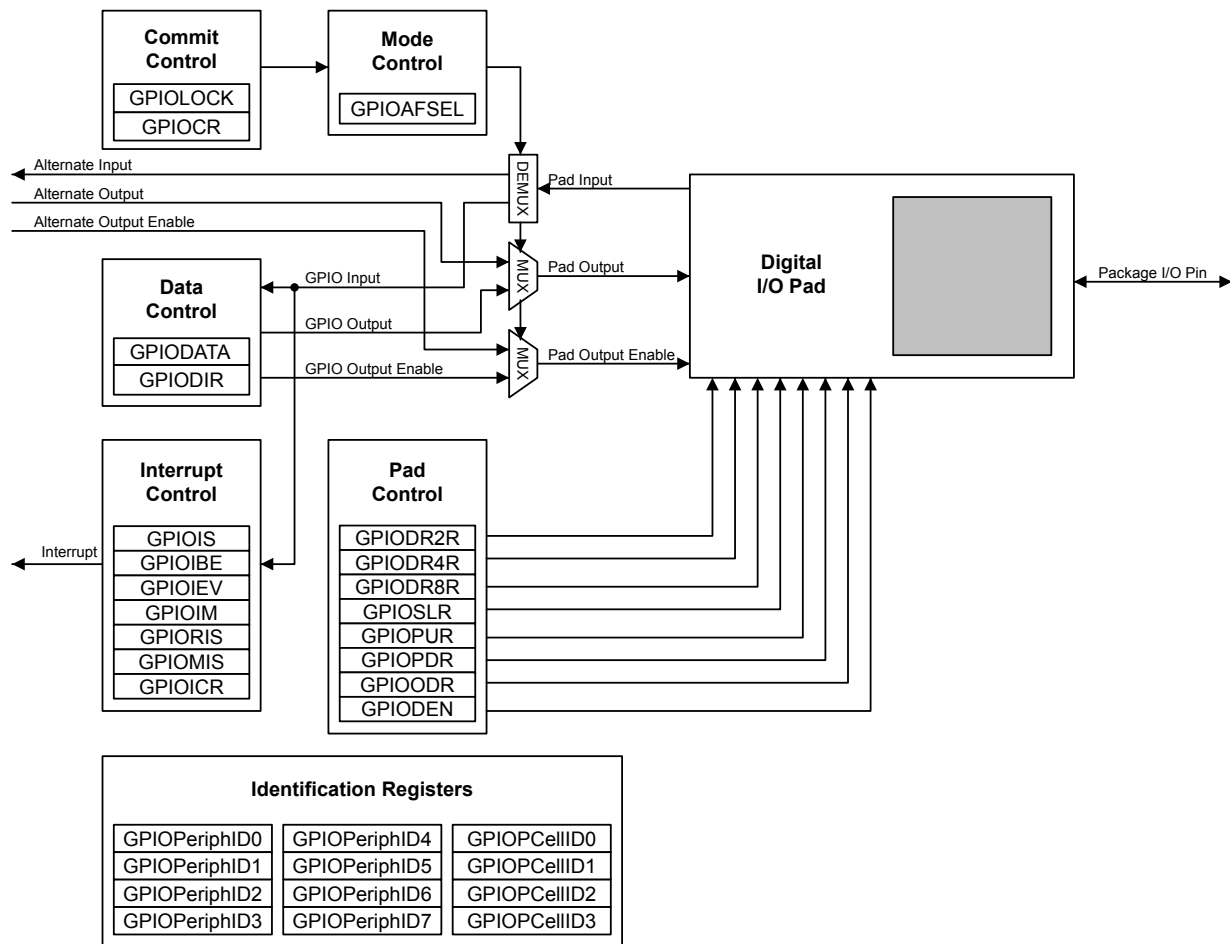 Commit
Control
GPIOLOCK
GPIOCR
Mode
Control
GPIOAFSEL
Alternate Input
Alternate Output
Alternate Output Enable
DEMUX
Pad Input
MUX
Pad Output
MUX
Pad Output Enable
Digital
I/O Pad
Package I/O Pin
Data
Control
GPIODATA
GPIODIR
GPIO Input
GPIO Output
GPIO Output Enable
Interrupt
Control
GPIOIS
GPIOIBE
GPIOIEV
GPIOIM
GPIORIS
GPIOMIS
GPIOICR
Interrupt
Pad
Control
GPIODR2R
GPIODR4R
GPIODR8R
GPIOSLR
GPIOPUR
GPIOPDR
GPIOODR
GPIODEN
Identification Registers
GPIOPeriphID0
GPIOPeriphID1
GPIOPeriphID2
GPIOPeriphID3
GPIOPeriphID4
GPIOPeriphID5
GPIOPeriphID6
GPIOPeriphID7
GPIOPCellID0
GPIOPCellID1
GPIOPCellID2
GPIOPCellID3